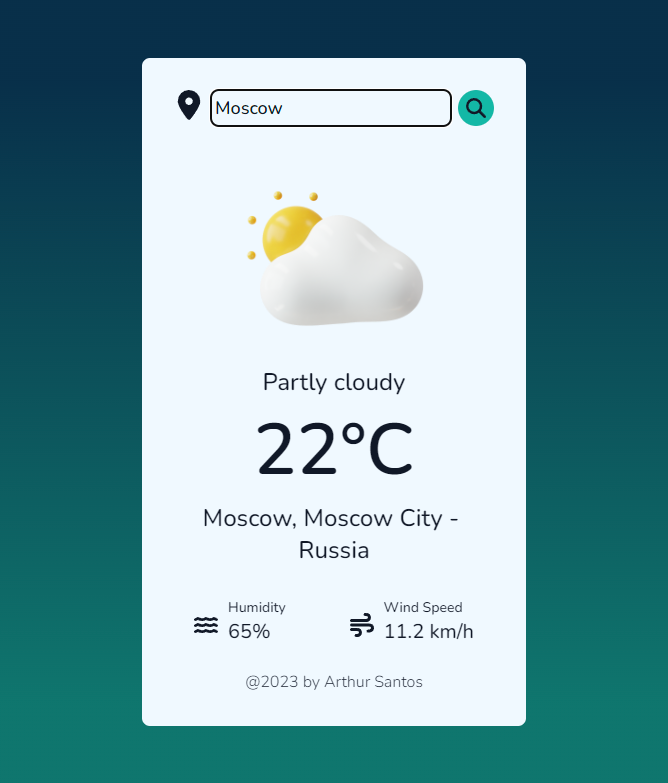 Moscow
Partly cloudy
22°C
Moscow, Moscow City -
Russia
Humidity
65%
Wind Speed
11.2 km/h
@2023 by Arthur Santos